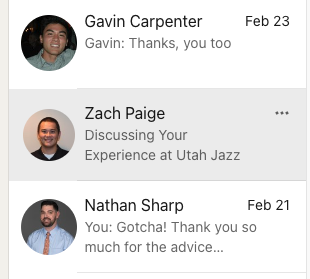 Gavin Carpenter Feb 23
Gavin: Thanks, you too
Zach Paige ...
Discussing Your
Experience at Utah Jazz
Nathan Sharp Feb 21
You: Gotcha! Thank you so
much for the advice...